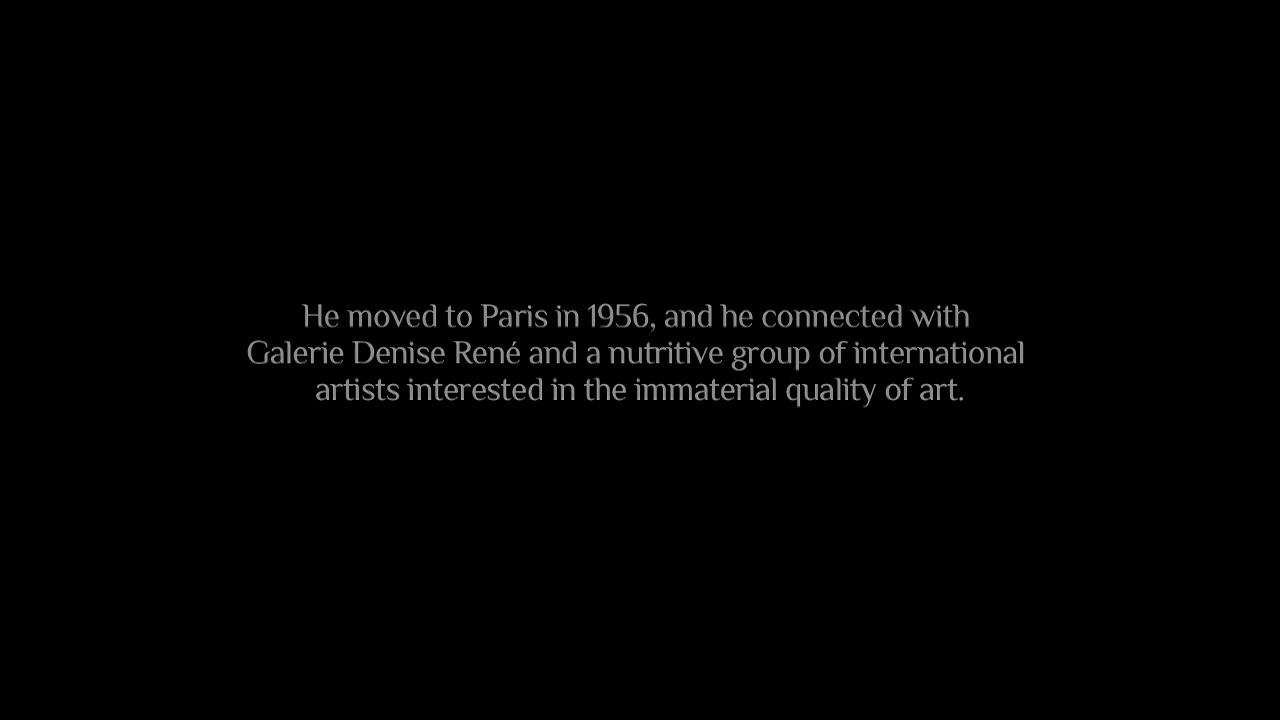 He moved to Paris in 1956, and he connected with
Galerie Denise René and a nutritive group of international
artists interested in the immaterial quality of art.